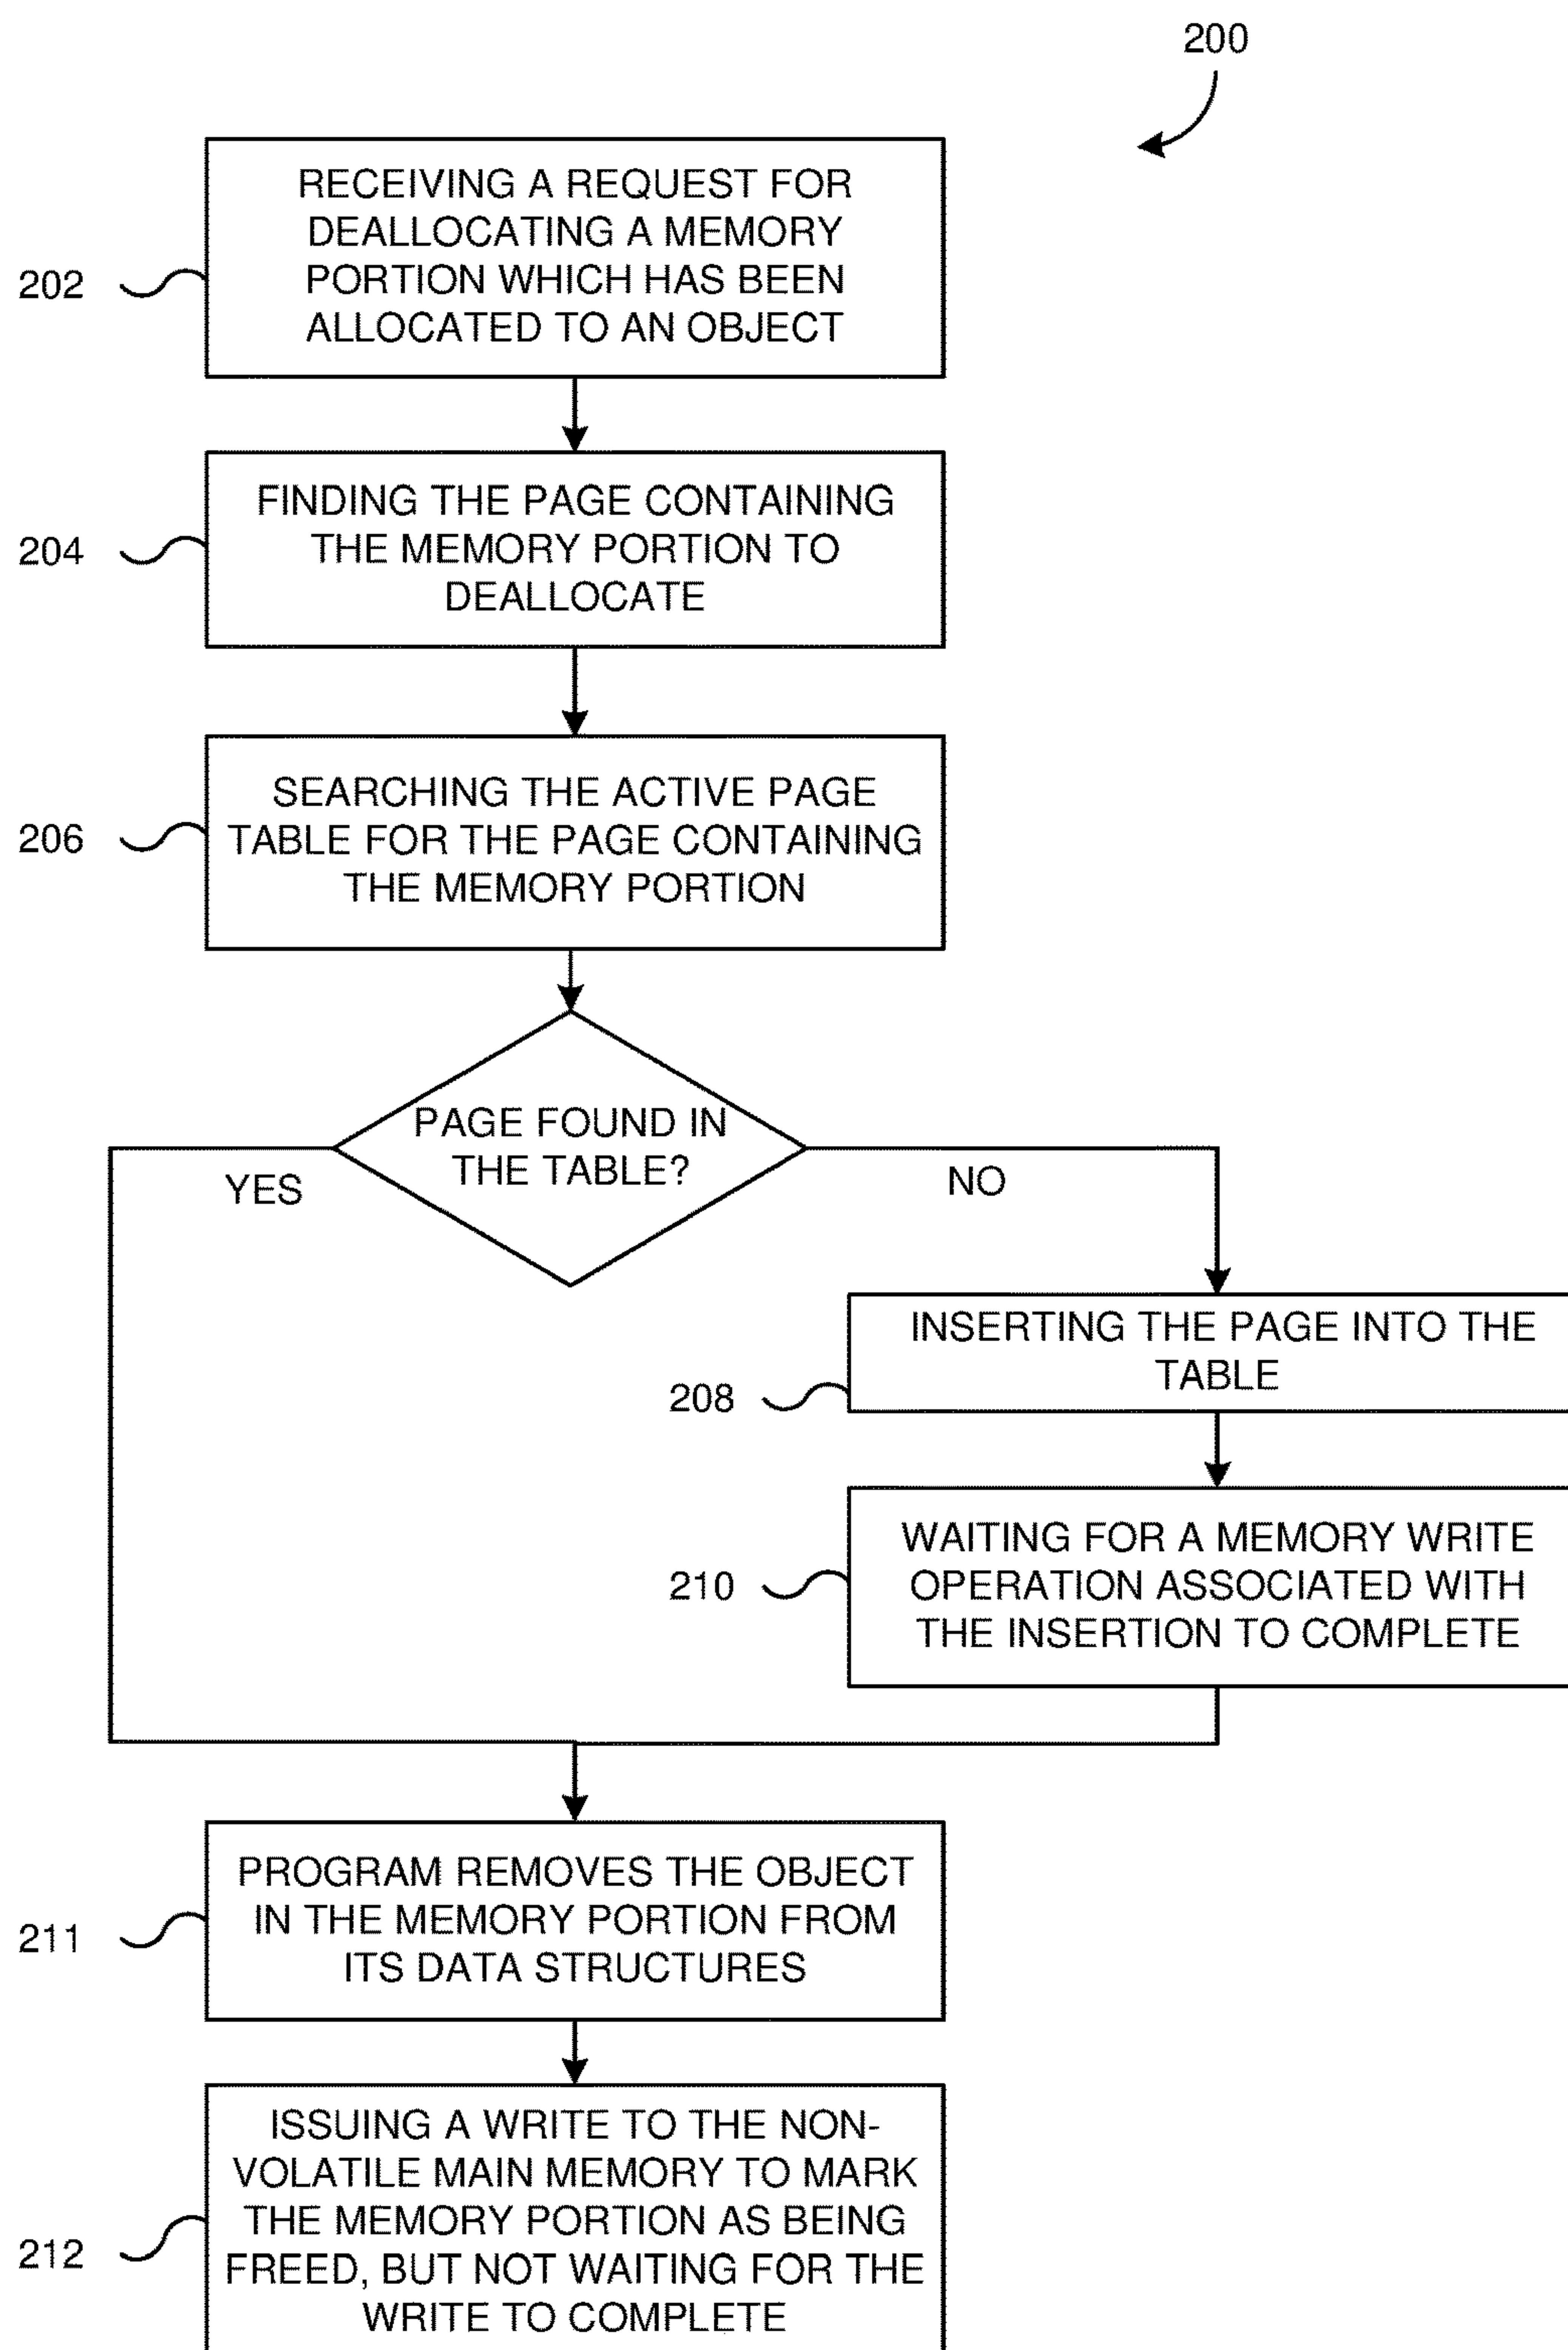 200
RECEIVING A REQUEST FOR
DEALLOCATING A MEMORY
PORTION WHICH HAS BEEN
ALLOCATED TO AN OBJECT
202
FINDING THE PAGE CONTAINING
THE MEMORY PORTION TO
DEALLOCATE
204
SEARCHING THE ACTIVE PAGE
TABLE FOR THE PAGE CONTAINING
THE MEMORY PORTION
206
PAGE FOUND IN
THE TABLE?
YES
NO
INSERTING THE PAGE INTO THE
TABLE
208
WAITING FOR A MEMORY WRITE
OPERATION ASSOCIATED WITH
THE INSERTION TO COMPLETE
210
PROGRAM REMOVES THE OBJECT
IN THE MEMORY PORTION FROM
ITS DATA STRUCTURES
211
ISSUING A WRITE TO THE NON-
VOLATILE MAIN MEMORY TO MARK
THE MEMORY PORTION AS BEING
FREED, BUT NOT WAITING FOR THE
WRITE TO COMPLETE
212